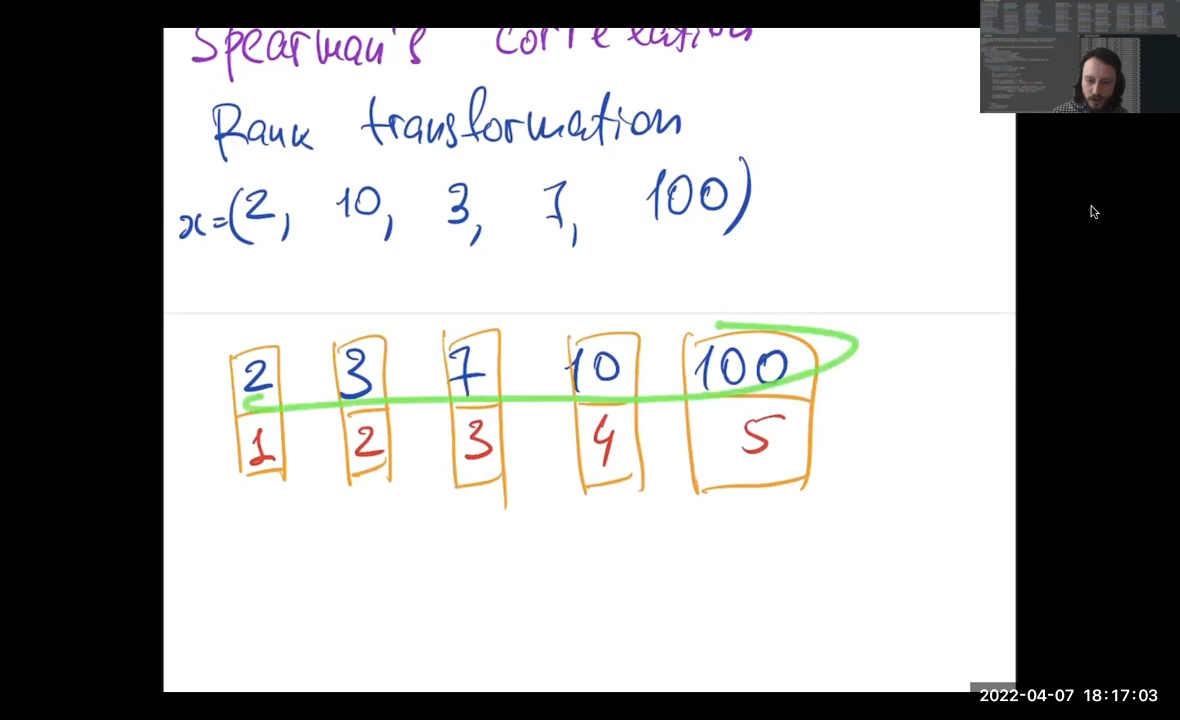 Spearman's correlation
Rank transformation
x=(2, 10, 3, 7, 100)
2 3 7 10 100
1 2 3 4 5
2022-04-07 18:17:03